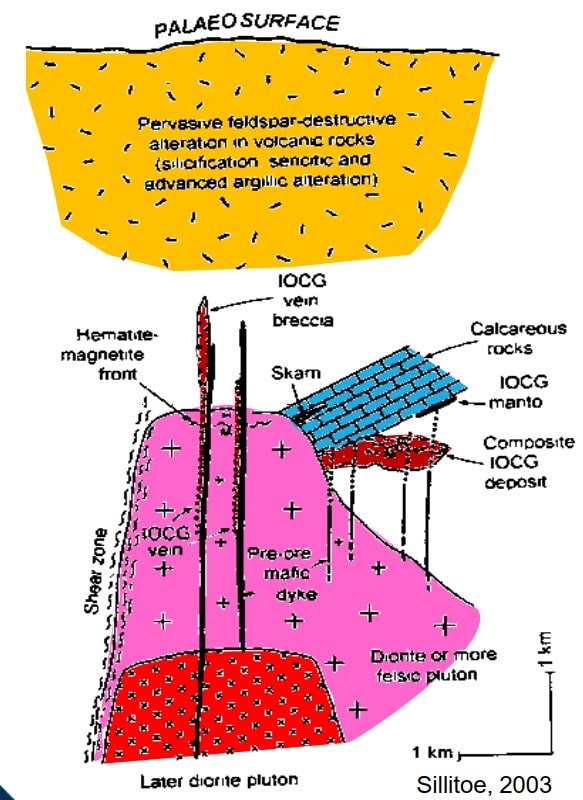 PALAEO SURFACE
Pervasive feldspar-destructive
alteration in volcanic rocks
(silicification sericitic and
advanced argillic alteration)
IOCG
vein
breccia
Hematite-
magnetite
front
Skarn
Calcareous
rocks
IOCG
manto
Composite
IOCG
deposit
IOCG
vein
Shear zone
Pre-ore
mafic
dyke
Diorite or more
felsic pluton
1 km
1 km
Later diorite pluton
Sillitoe, 2003